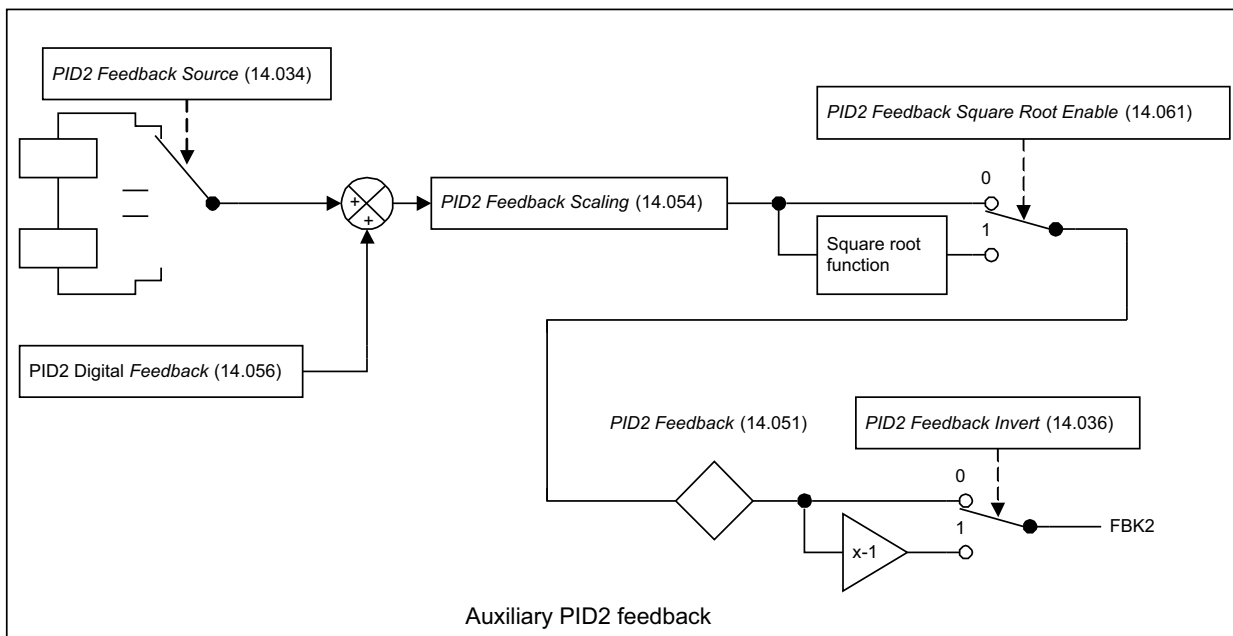 PID2 Feedback Source (14.034)
PID2 Feedback Square Root Enable (14.061)
0
+
+
PID2 Feedback Scaling (14.054)
1
Square root
function
PID2 Digital Feedback (14.056)
PID2 Feedback (14.051)
PID2 Feedback Invert (14.036)
0
1
x-1
FBK2
Auxiliary PID2 feedback